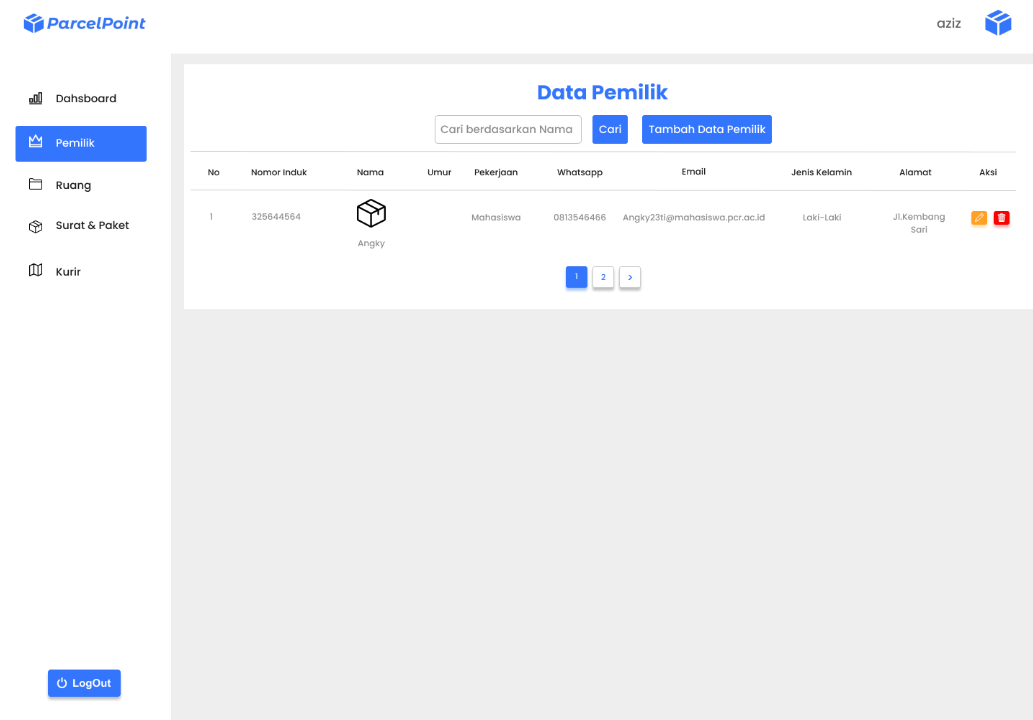 ParcelPoint
aziz
Dahsboard
Pemilik
Ruang
Surat & Paket
Kurir
LogOut
Data Pemilik
Cari berdasarkan Nama
Cari
Tambah Data Pemilik
No Nomor Induk Nama Umur Pekerjaan Whatsapp Email Jenis Kelamin Alamat Aksi
1 325644564 Angky Mahasiswa 0813546466 Angky23ti@mahasiswa.pcr.ac.id Laki-Laki Jl.Kembang
Sari
1 2 >